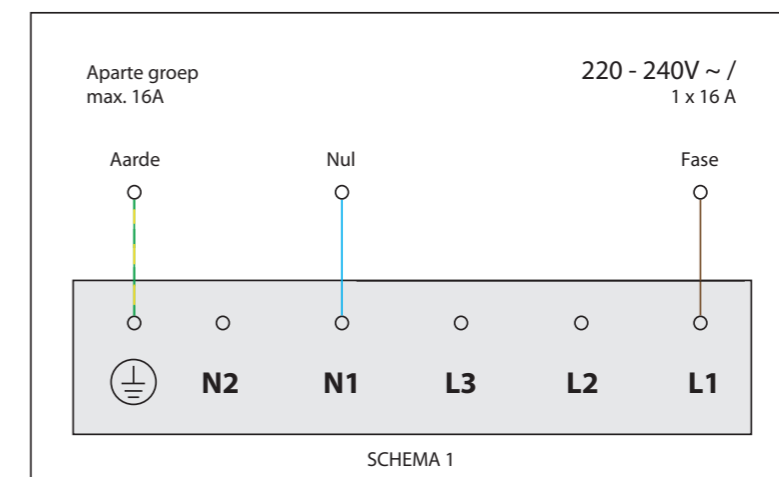 Aparte groep
max. 16A
220 - 240V ~ /
1 x 16 A
Aarde
Nul
Fase
N2
N1
L3
L2
L1
SCHEMA 1